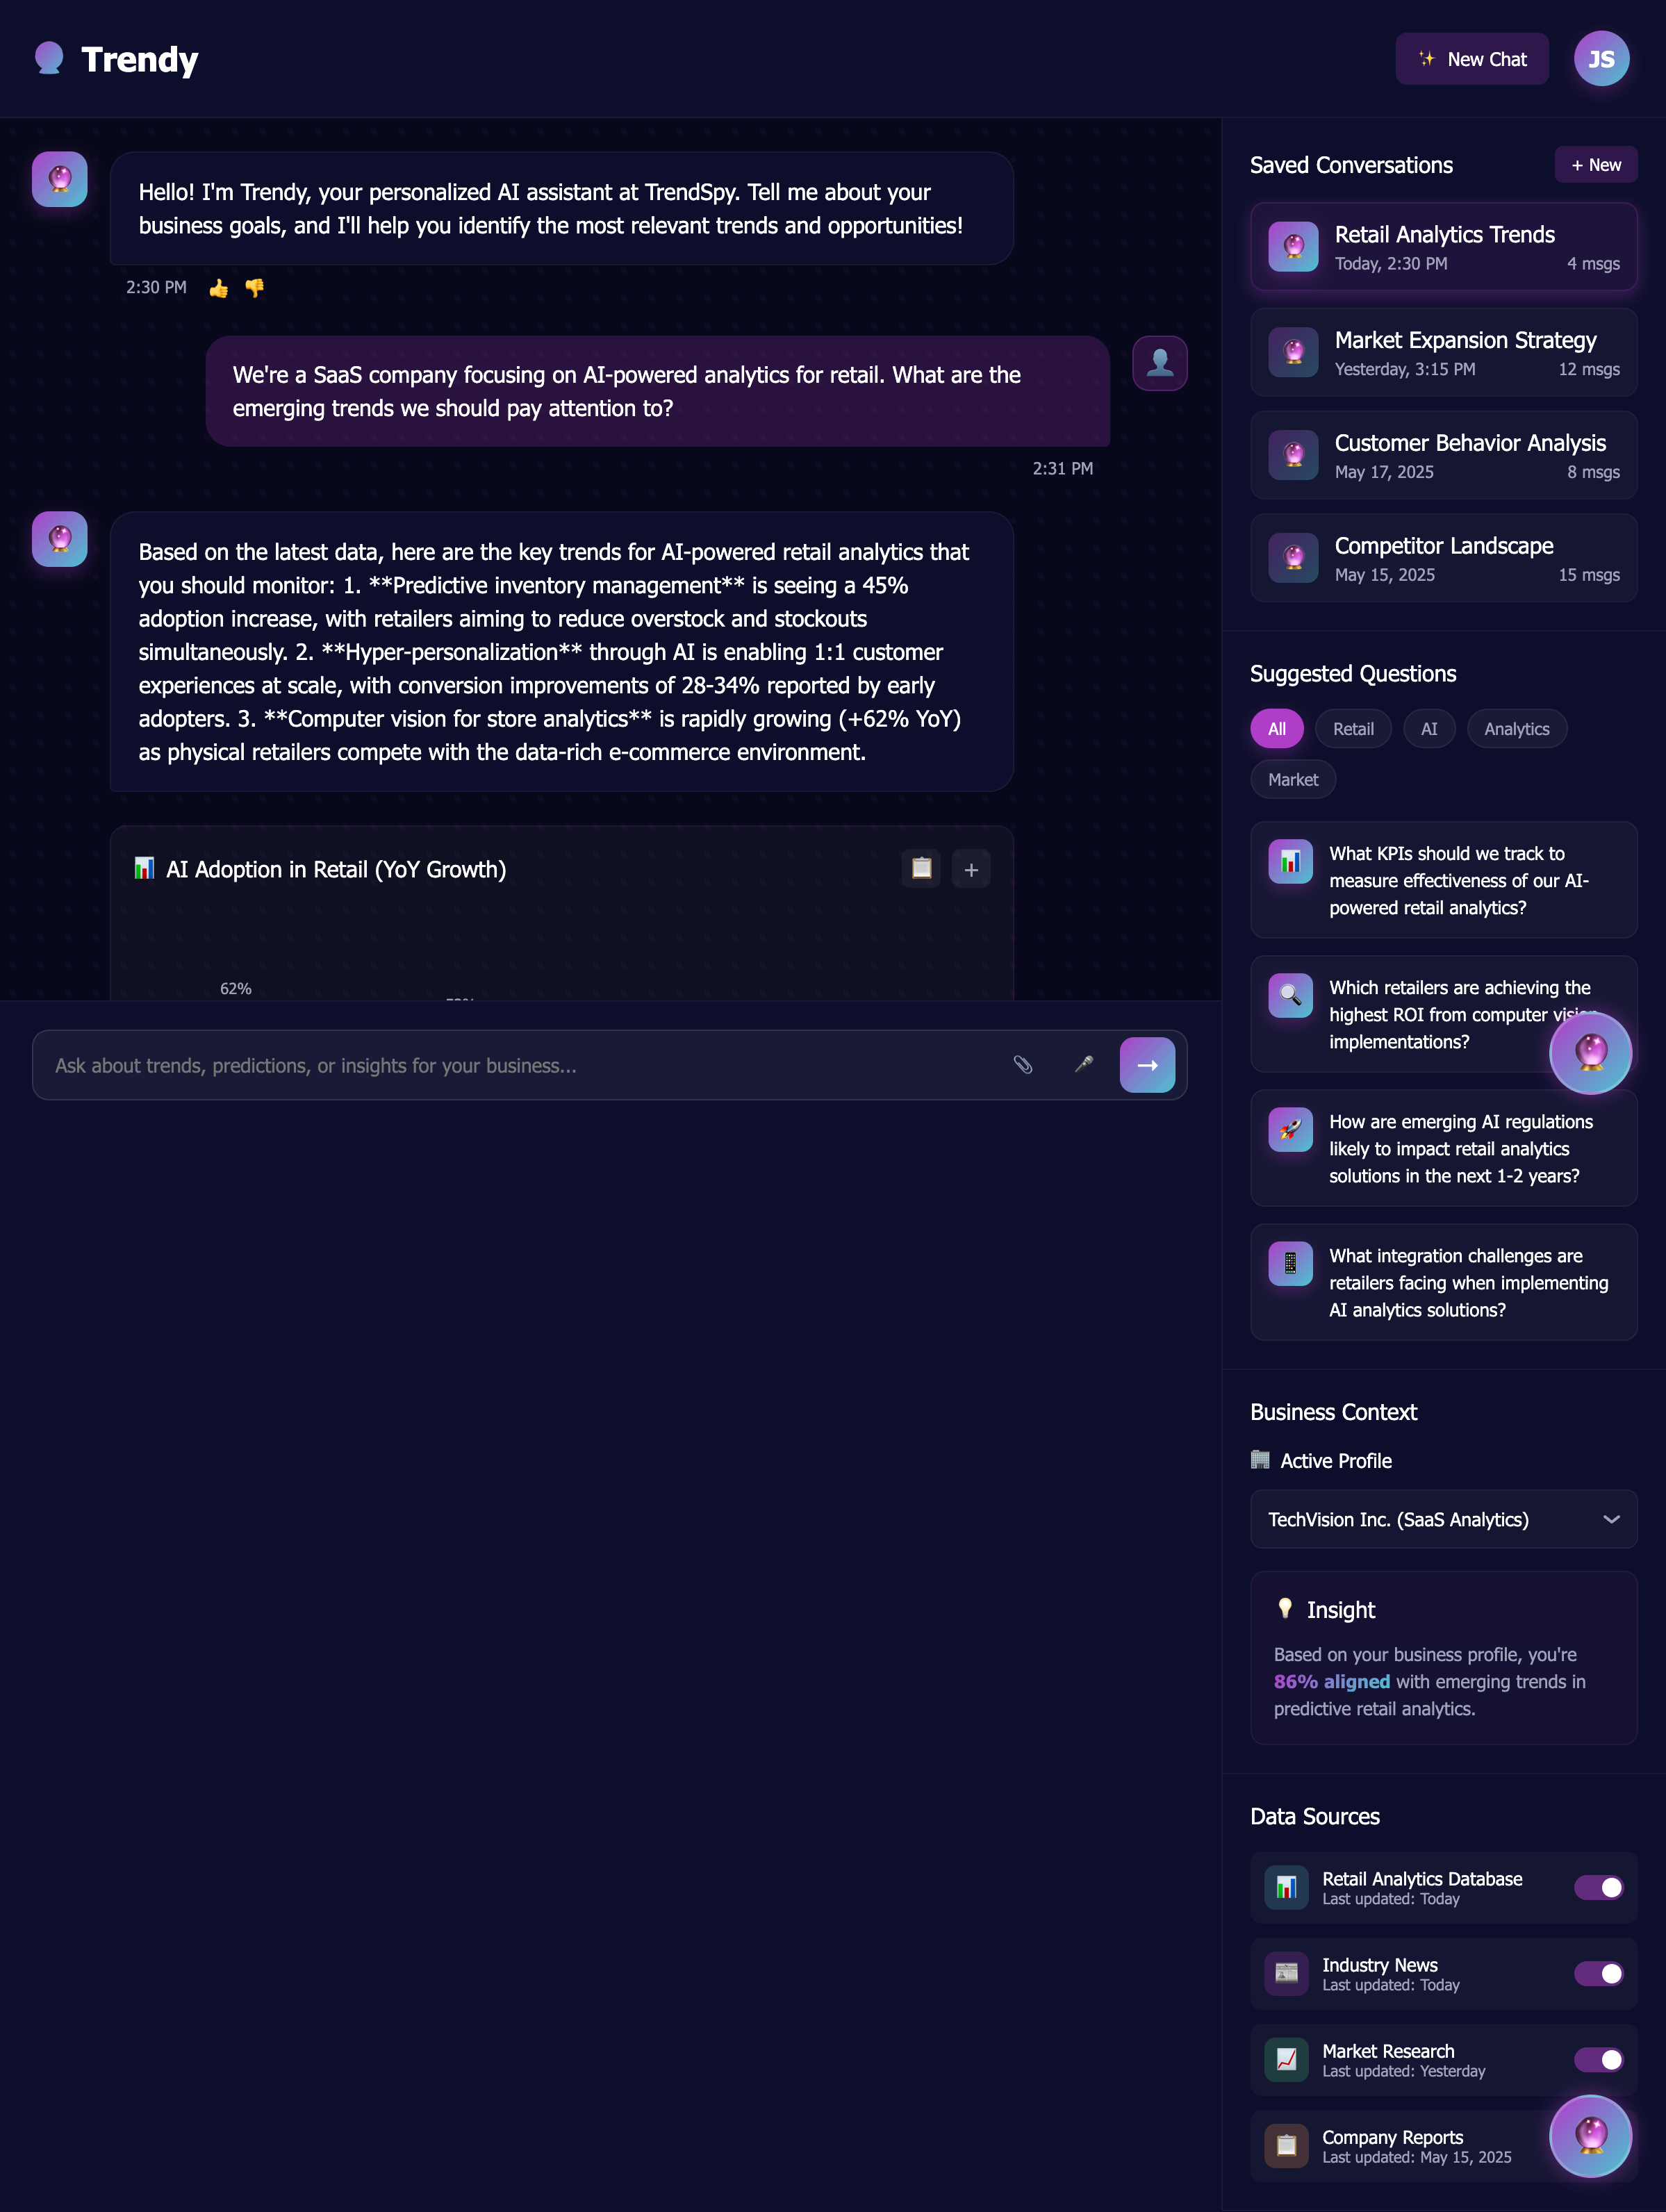 Trendy
✨ New Chat
JS
Hello! I'm Trendy, your personalized AI assistant at TrendSpy. Tell me about your
business goals, and I'll help you identify the most relevant trends and opportunities!
2:30 PM
We're a SaaS company focusing on AI-powered analytics for retail. What are the
emerging trends we should pay attention to?
2:31 PM
Based on the latest data, here are the key trends for AI-powered retail analytics that
you should monitor: 1. **Predictive inventory management** is seeing a 45%
adoption increase, with retailers aiming to reduce overstock and stockouts
simultaneously. 2. **Hyper-personalization** through AI is enabling 1:1 customer
experiences at scale, with conversion improvements of 28-34% reported by early
adopters. 3. **Computer vision for store analytics** is rapidly growing (+62% YoY)
as physical retailers compete with the data-rich e-commerce environment.
AI Adoption in Retail (YoY Growth)
+
62%
Ask about trends, predictions, or insights for your business...
Saved Conversations
+ New
Retail Analytics Trends
Today, 2:30 PM
4 msgs
Market Expansion Strategy
Yesterday, 3:15 PM
12 msgs
Customer Behavior Analysis
May 17, 2025
8 msgs
Competitor Landscape
May 15, 2025
15 msgs
Suggested Questions
All
Retail
AI
Analytics
Market
What KPIs should we track to
measure effectiveness of our AI-
powered retail analytics?
Which retailers are achieving the
highest ROI from computer vision
implementations?
How are emerging AI regulations
likely to impact retail analytics
solutions in the next 1-2 years?
What integration challenges are
retailers facing when implementing
AI analytics solutions?
Business Context
Active Profile
TechVision Inc. (SaaS Analytics)
Insight
Based on your business profile, you're
86% aligned with emerging trends in
predictive retail analytics.
Data Sources
Retail Analytics Database
Last updated: Today
Industry News
Last updated: Today
Market Research
Last updated: Yesterday
Company Reports
Last updated: May 15, 2025